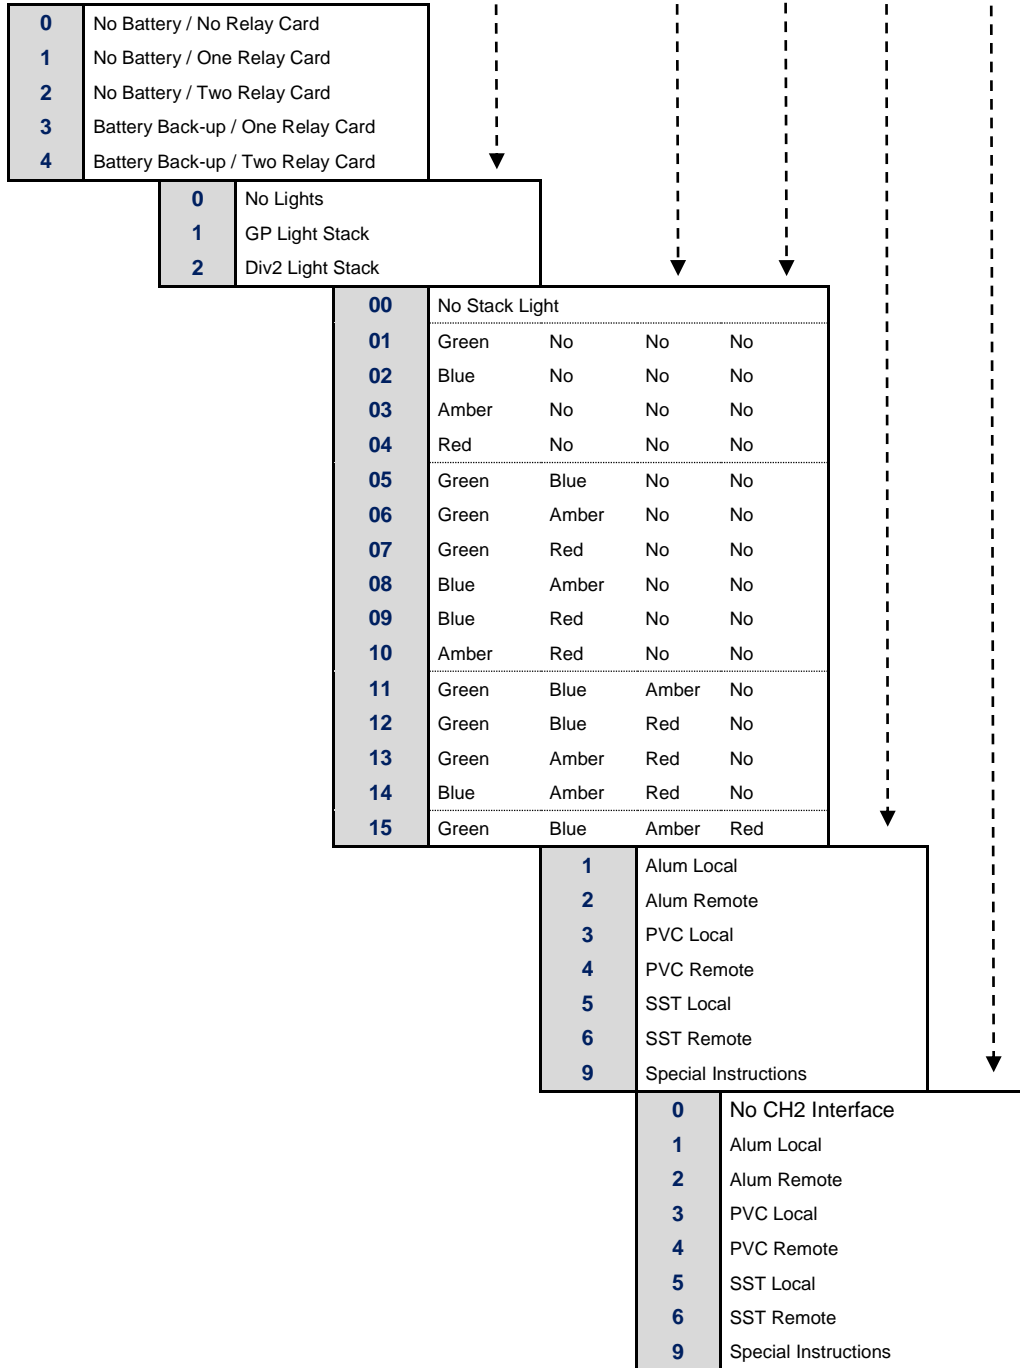 0 No Battery / No Relay Card
1 No Battery / One Relay Card
2 No Battery / Two Relay Card
3 Battery Back-up / One Relay Card
4 Battery Back-up / Two Relay Card
0 No Lights
1 GP Light Stack
2 Div2 Light Stack
00 No Stack Light
01 Green No No No
02 Blue No No No
03 Amber No No No
04 Red No No No
05 Green Blue No No
06 Green Amber No No
07 Green Red No No
08 Blue Amber No No
09 Blue Red No No
10 Amber Red No No
11 Green Blue Amber No
12 Green Blue Red No
13 Green Amber Red No
14 Blue Amber Red No
15 Green Blue Amber Red
1 Alum Local
2 Alum Remote
3 PVC Local
4 PVC Remote
5 SST Local
6 SST Remote
9 Special Instructions
0 No CH2 Interface
1 Alum Local
2 Alum Remote
3 PVC Local
4 PVC Remote
5 SST Local
6 SST Remote
9 Special Instructions